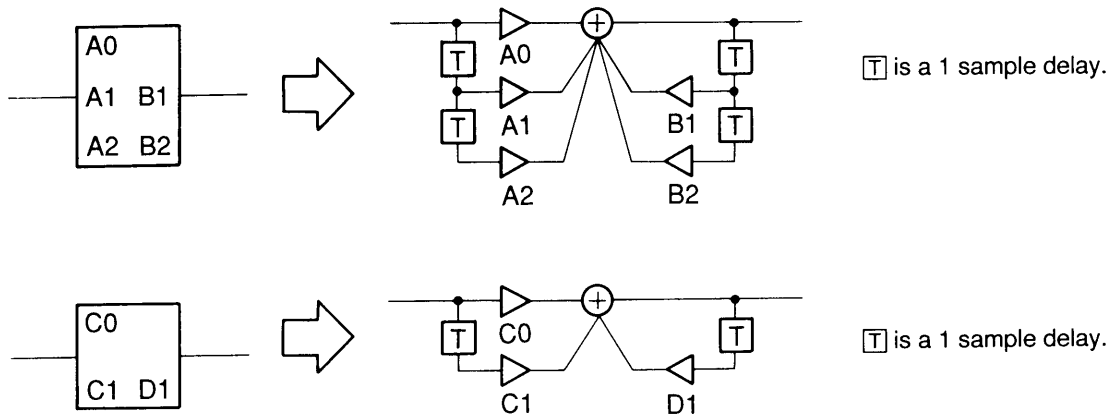 A0
A1 B1
A2 B2
T
A0
T
A1
T
B1
T
A2
B2
T is a 1 sample delay.
C0
C1 D1
T
C0
T
C1
D1
T is a 1 sample delay.